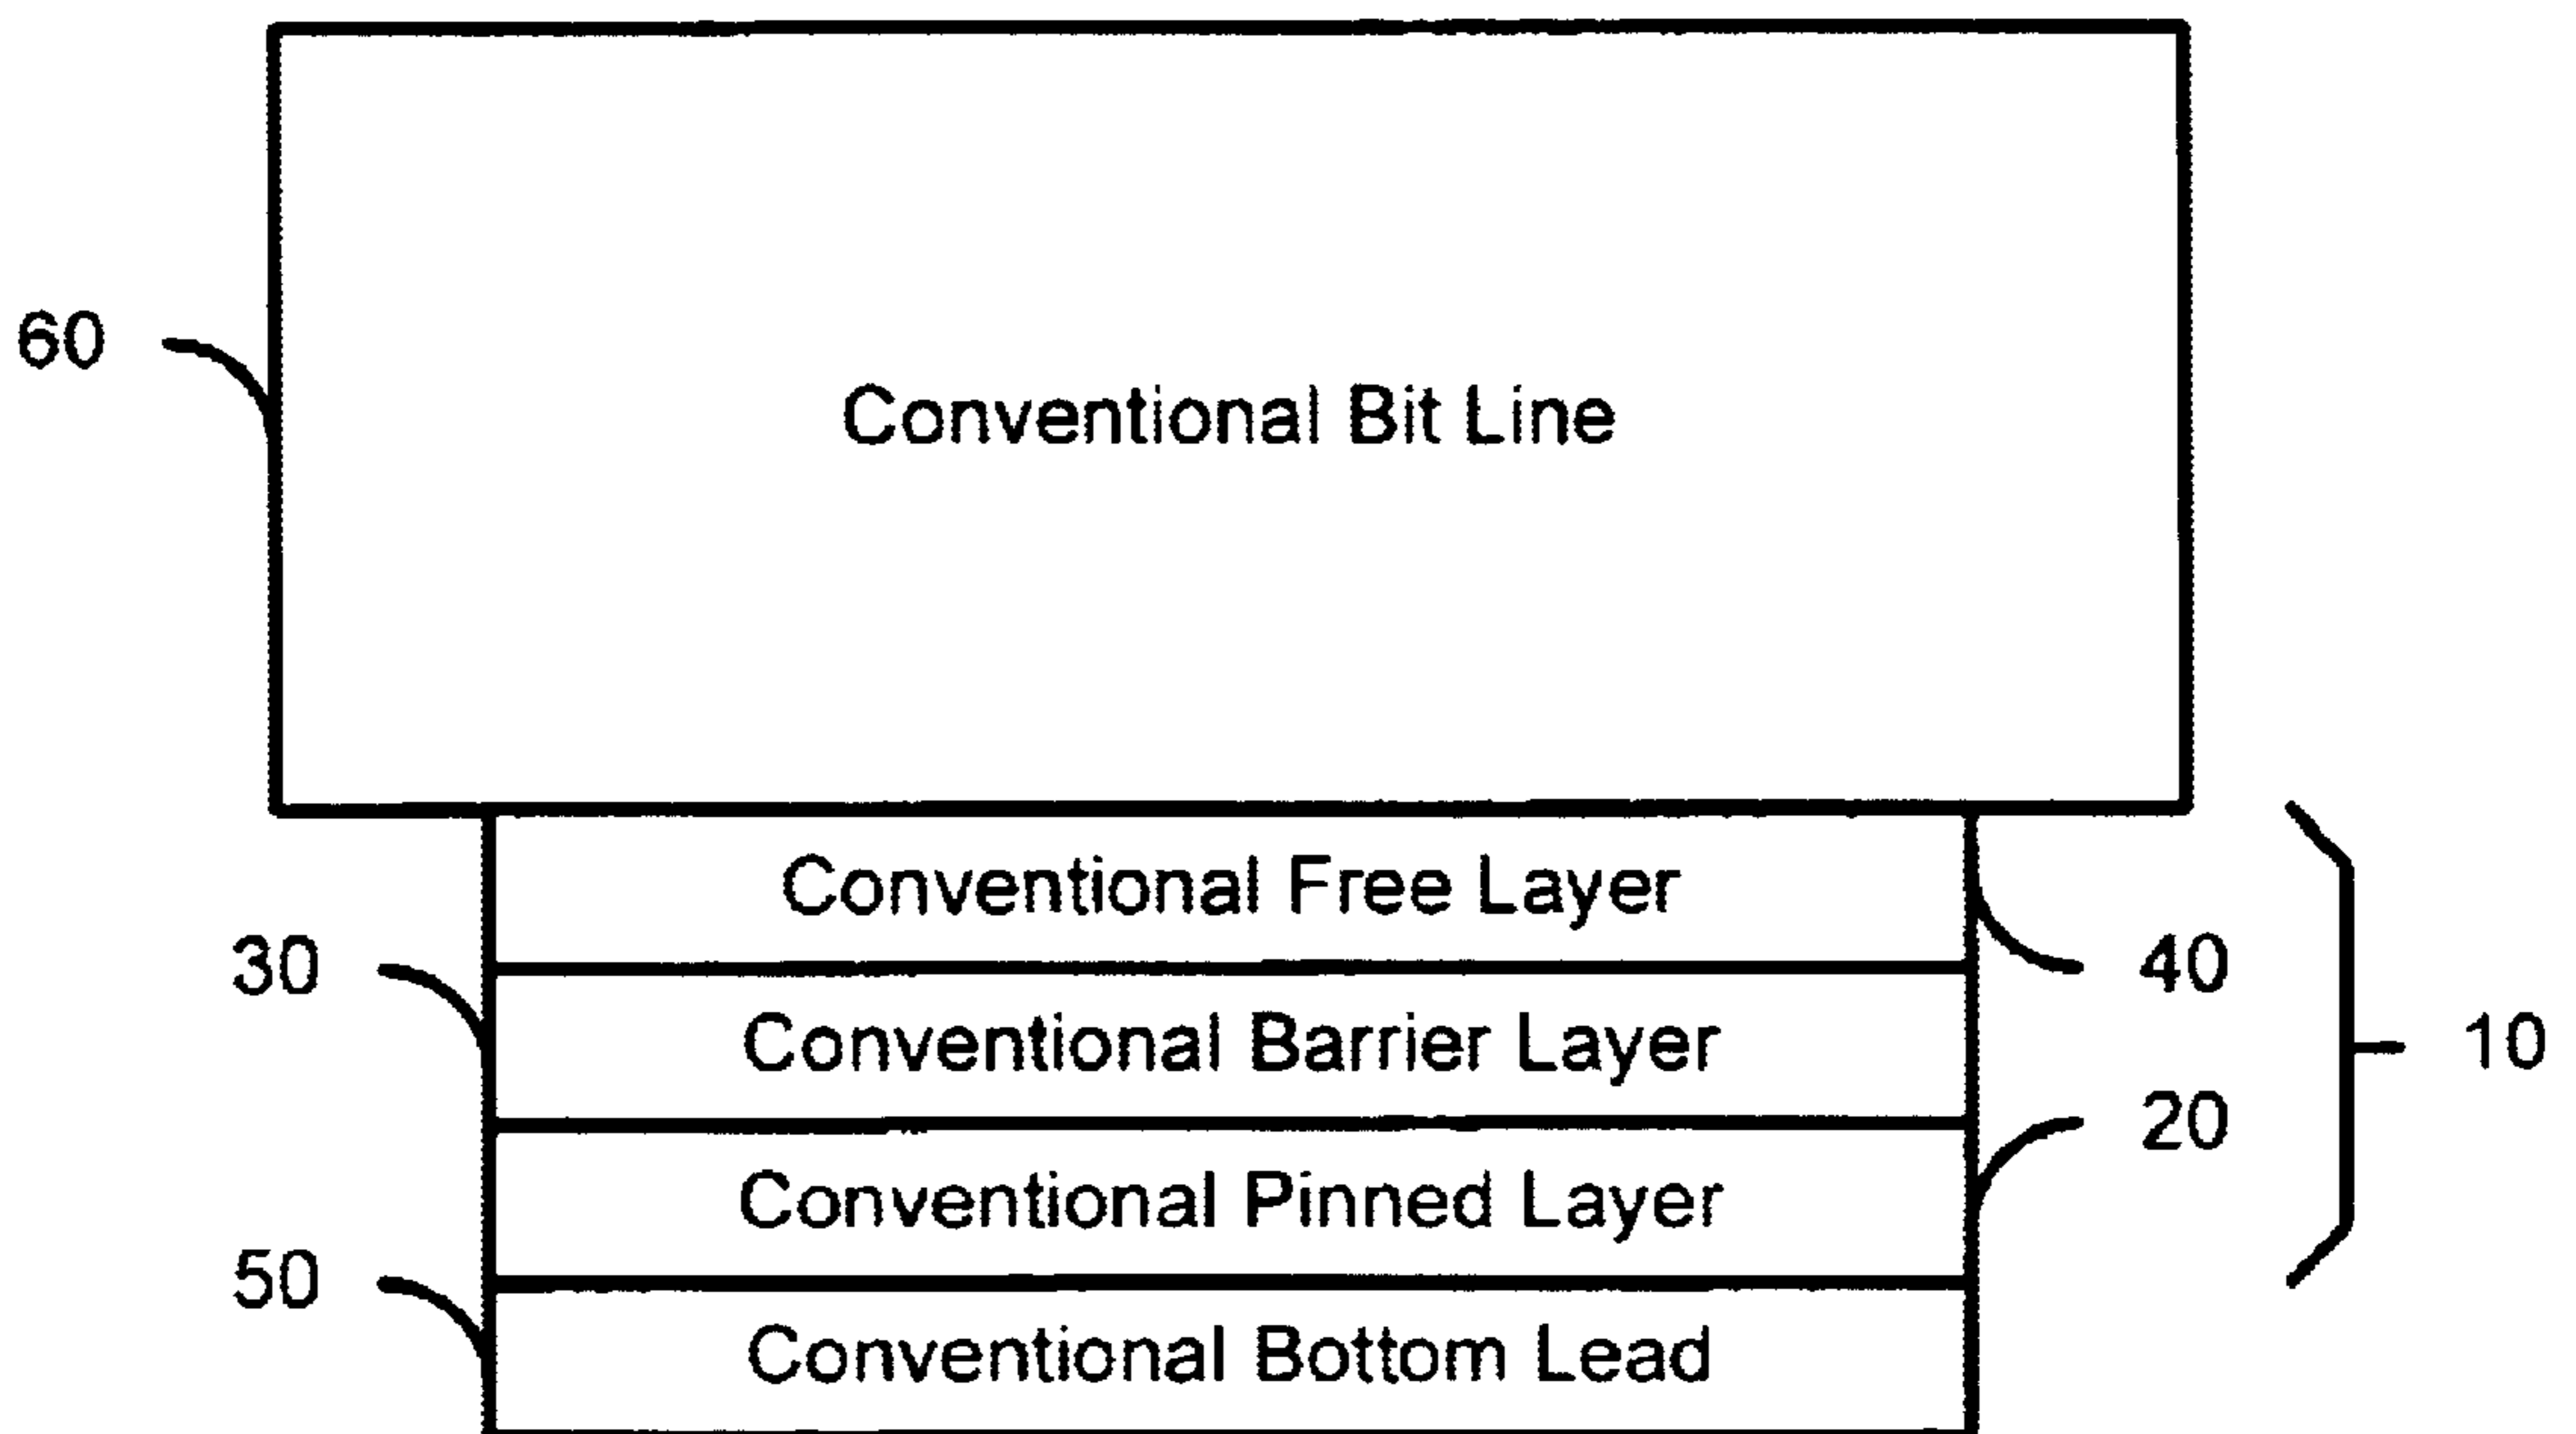 60
Conventional Bit Line
Conventional Free Layer
30
40
Conventional Barrier Layer
10
20
Conventional Pinned Layer
50
Conventional Bottom Lead